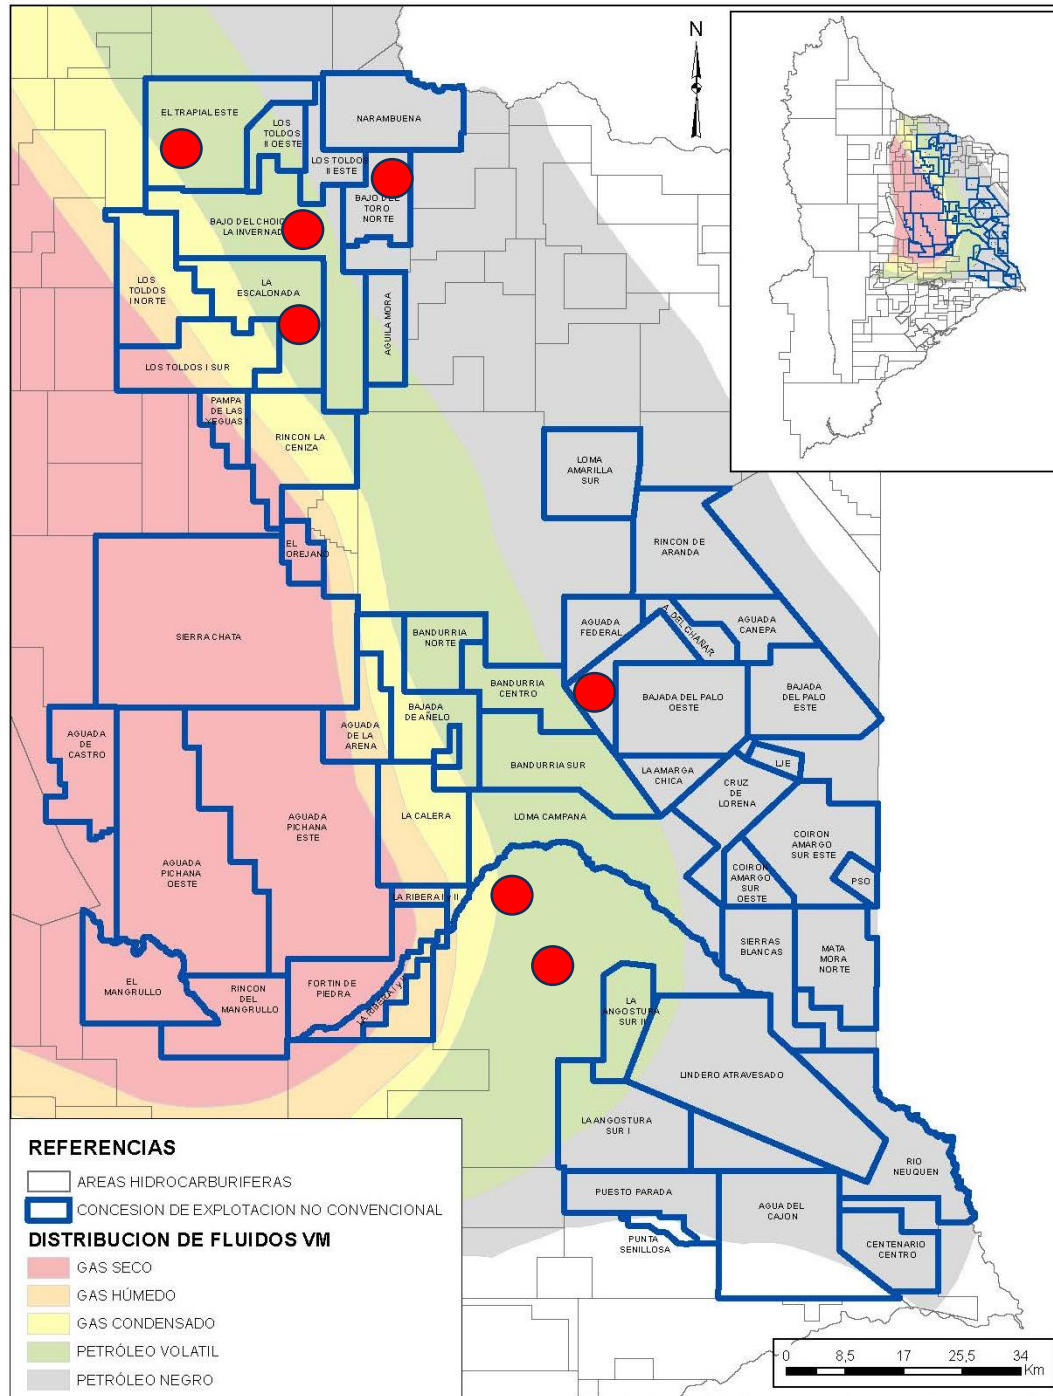 N
EL TRAPIAL ESTE
LOS
TOLDOS
II OESTE
NARAMBUENA
LOS TOLDOS
II ESTE
BAJO DEL
TORO
NORTE
BAJO DEL CHOIQ
LA INVERNAD
LOS
TOLDOS
I NORTE
LA
ESCALONADA
AGUILA MORA
LOS TOLDOS I SUR
PAMPA
DE LAS
YEGUAS I
RINCON LA
CENIZA
LOMA
AMARILLA
SUR
RINCON DE
ARANDA
EL
OREJANO
SIERRA CHATA
BANDURRIA
NORTE
AGUADA
FEDERAL
A. DEL CHAÑAR
AGUADA
CANEPA
BANDURRIA
CENTRO
BAJADA DEL PALO
OESTE
BAJADA
DEL PALO
ESTE
AGUADA
DE
CASTRO
AGUADA
DE LA
ARENA
BAJADA
DE AÑELO
BANDURRIA SUR
LA AMARGA
CHICA
LJE
CRUZ
DE
LORENA
AGUADA
PICHANA
ESTE
LA CALERA
LOMA CAMPANA
COIRON
AMARGO
SUR ESTE
AGUADA
PICHANA
OESTE
COIRON
AMARGO
SUR
OESTE
PSO
LA RIBERA I y II
SIERRAS
BLANCAS
MATA
MORA
NORTE
EL
MANGRULLO
RINCON
DEL
MANGRULLO
FORTIN DE
PIEDRA
LA RIBERA I y II
LA
ANGOSTURA
SUR II
LINDERO ATRAVESADO
LA ANGOSTURA
SUR I
RIO
NEUQUEN
PUESTO PARADA
AGUA DEL
CAJON
PUNTA
SENILLOSA
CENTENARIO
CENTRO
REFERENCIAS
AREAS HIDROCARBURIFERAS
CONCESION DE EXPLOTACION NO CONVENCIONAL
DISTRIBUCION DE FLUIDOS VM
GAS SECO
GAS HÚMEDO
GAS CONDENSADO
PETRÓLEO VOLATIL
PETRÓLEO NEGRO
0 8,5 17 25,5 34
Km